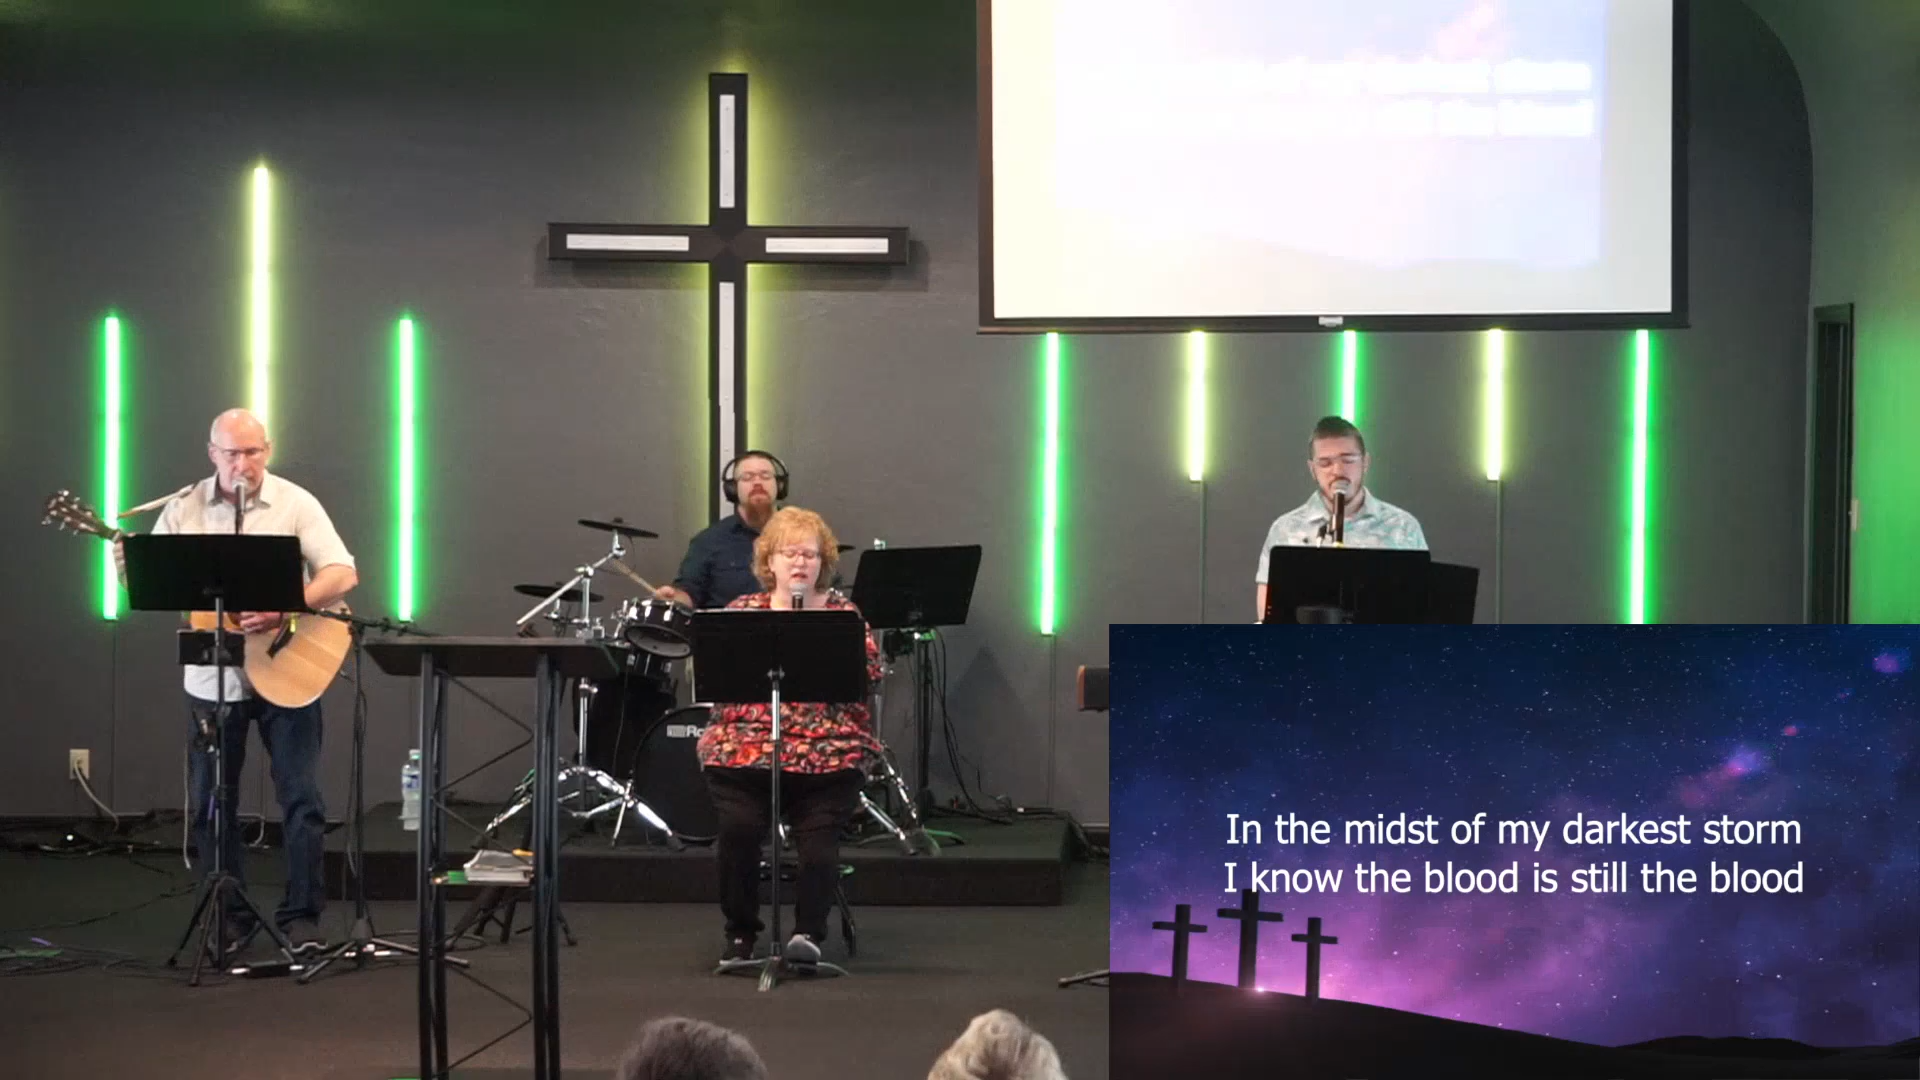 In the midst of my darkest storm
I know the blood is still the blood